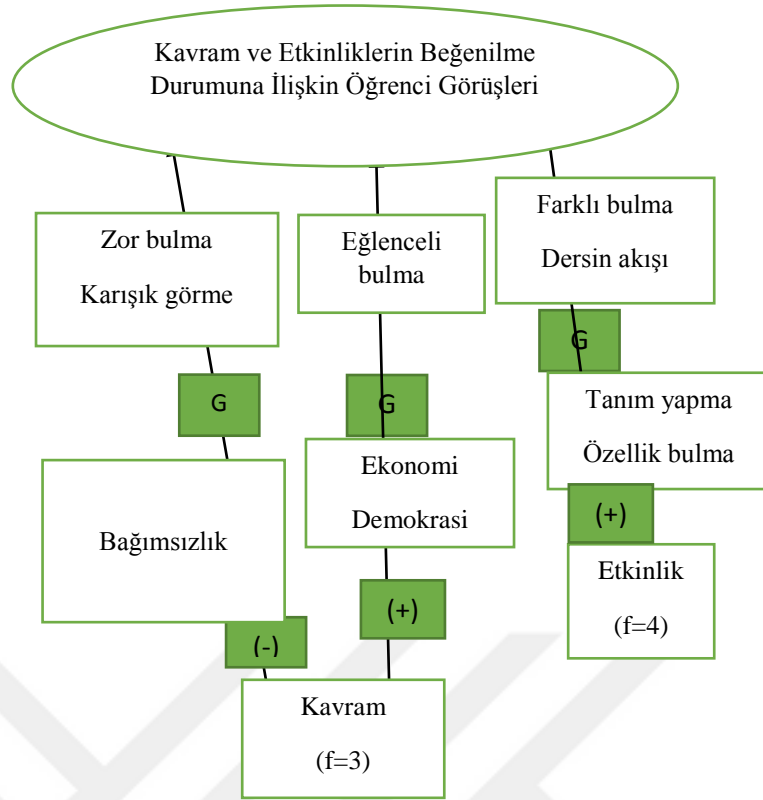 Kavram ve Etkinliklerin Beğenilme
Durumuna İlişkin Öğrenci Görüşleri
Zor bulma
Karışık görme
Eğlenceli
bulma
Farklı bulma
Dersin akışı
G
G
G
Bağımsızlık
Ekonomi
Demokrasi
Tanım yapma
Özellik bulma
(-)
(+)
(+)
Kavram
(f=3)
Etkinlik
(f=4)